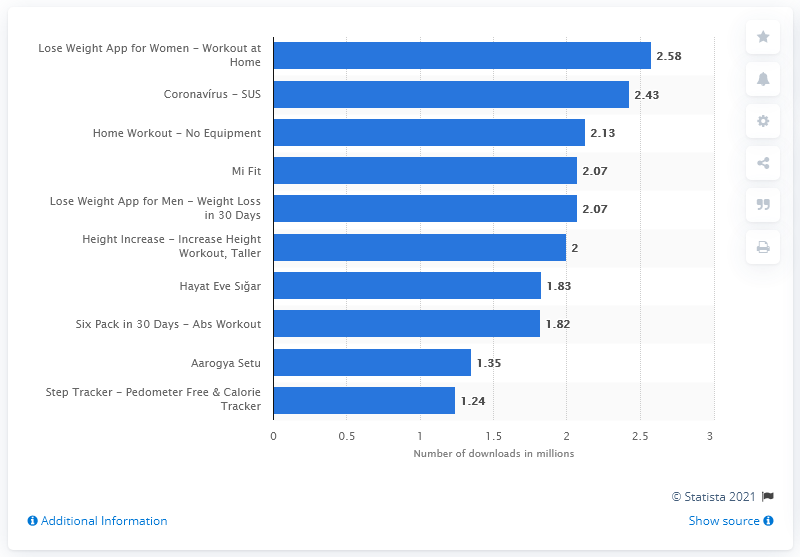 Lose Weight App for Women - Workout at
Home
2.58
Coronavírus - SUS
2.43
Home Workout - No Equipment
2.13
Mi Fit
2.07
Lose Weight App for Men - Weight Loss
in 30 Days
2.07
Height Increase - Increase Height
Workout, Taller
2
Hayat Eve Sığar
1.83
Six Pack in 30 Days - Abs Workout
1.82
Aarogya Setu
1.35
Step Tracker - Pedometer Free & Calorie
Tracker
1.24
0 0.5 1 1.5 2 2.5 3
Number of downloads in millions
© Statista 2021
Additional Information
Show source